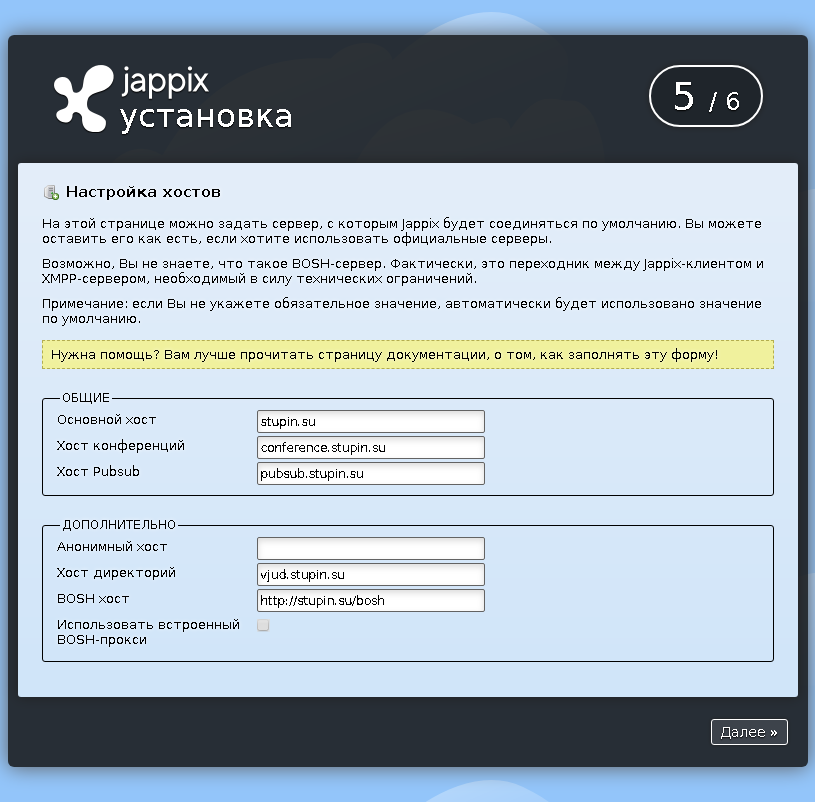 jappix
установка
5 / 6
Настройка хостов
На этой странице можно задать сервер, с которым Jappix будет соединяться по умолчанию. Вы можете
оставить его как есть, если хотите использовать официальные серверы.
Возможно, Вы не знаете, что такое BOSH-сервер. Фактически, это переходник между Jappix-клиентом и
XMPP-сервером, необходимый в силу технических ограничений.
Примечание: если Вы не укажете обязательное значение, автоматически будет использовано значение
по умолчанию.
Нужна помощь? Вам лучше прочитать страницу документации, о том, как заполнять эту форму!
ОБЩИЕ
Основной хост stupin.su
Хост конференций conference.stupin.su
Хост Pubsub pubsub.stupin.su
ДОПОЛНИТЕЛЬНО
Анонимный хост
Хост директорий vjud.stupin.su
BOSH хост http://stupin.su/bosh
Использовать встроенный
BOSH-прокси
Далее »